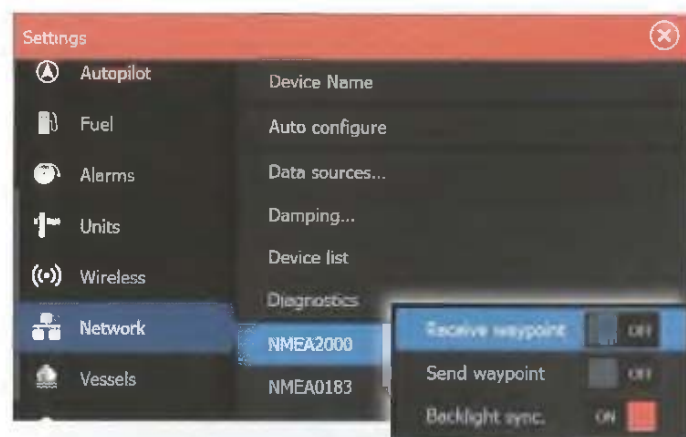 Settings
Autopilot
Fuel
Alarms
Units
Wireless
Network
Vessels
Device Name
Auto configure
Data sources...
Damping...
Device list
Diagnostics
NMEA2000
NMEA0183
Receive waypoint OFF
Send waypoint OFF
Backlight sync. ON